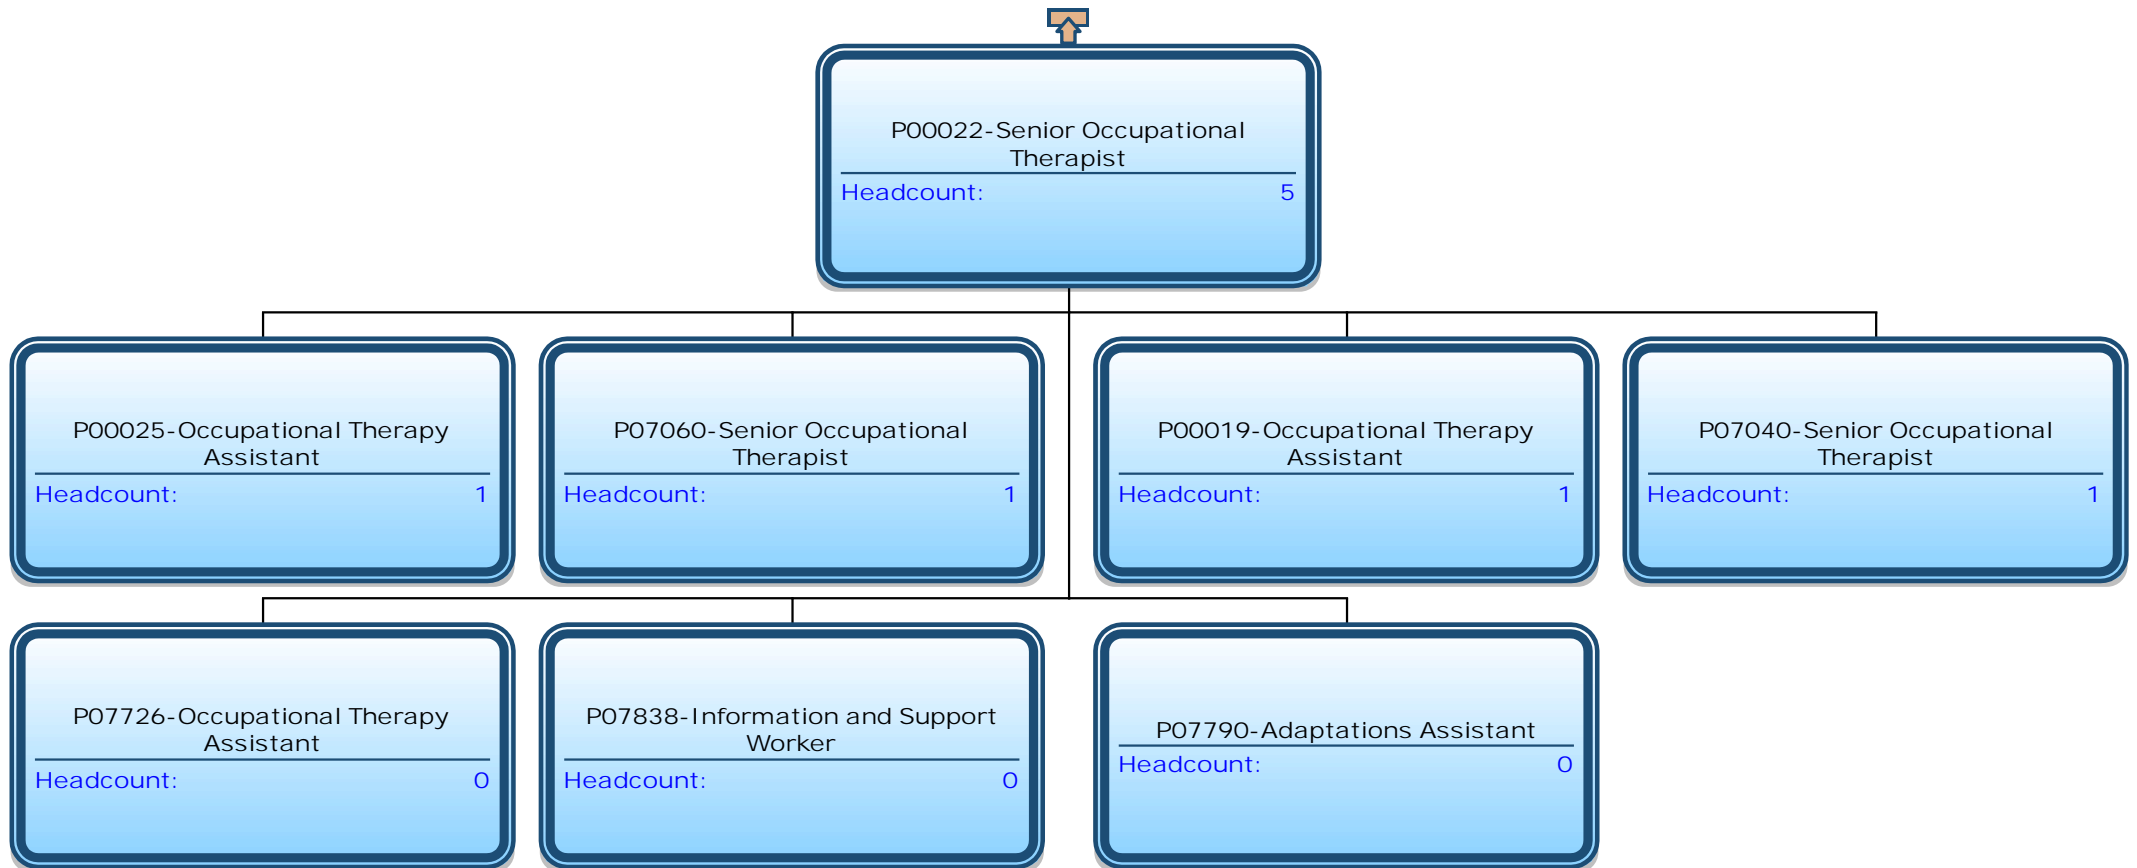 P00022-Senior Occupational
Therapist
Headcount: 5
P00025-Occupational Therapy
Assistant
Headcount: 1
P07060-Senior Occupational
Therapist
Headcount: 1
P00019-Occupational Therapy
Assistant
Headcount: 1
P07040-Senior Occupational
Therapist
Headcount: 1
P07726-Occupational Therapy
Assistant
Headcount: 0
P07838-Information and Support
Worker
Headcount: 0
P07790-Adaptations Assistant
Headcount: 0